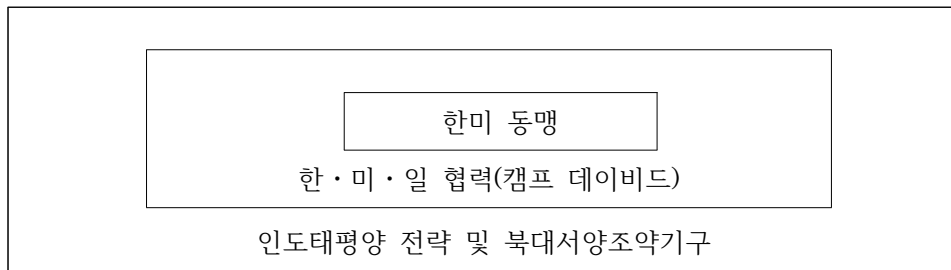 한미 동맹
한・미・일 협력(캠프 데이비드)
인도태평양 전략 및 북대서양조약기구